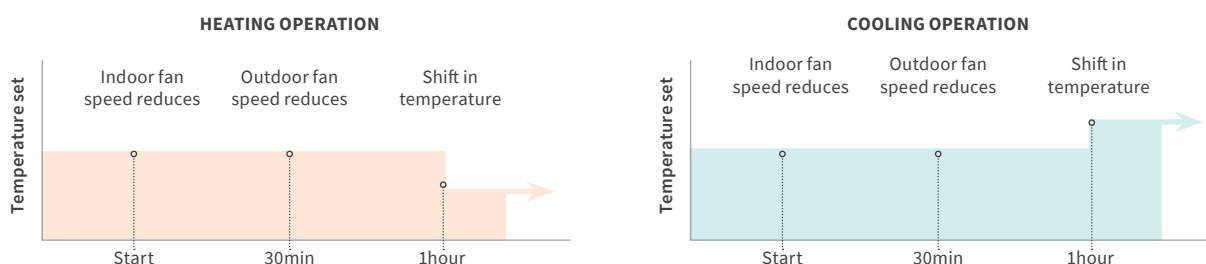 HEATING OPERATION
Temperature set
Indoor fan
speed reduces
Outdoor fan
speed reduces
Shift in
temperature
Start
30min
1hour
COOLING OPERATION
Temperature set
Indoor fan
speed reduces
Outdoor fan
speed reduces
Shift in
temperature
Start
30min
1hour